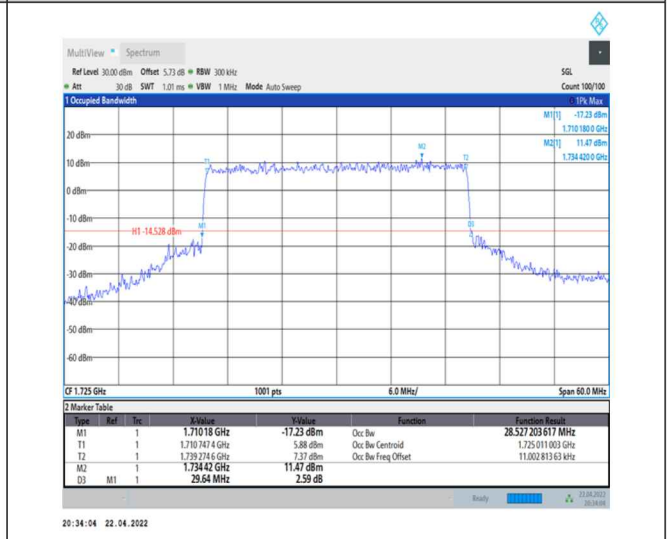 MultiView Spectrum
Ref Level 30.00 dBm Offset 5.73 dB RBW 300 kHz SGL
Att 30 dB SWT 1.01 ms VBW 1 MHz Mode Auto Sweep Count 100/100
1 Occupied Bandwidth 1Pk Max
M1[1] -17.23 dBm
1.710 180 0 GHz
M2[1] 11.47 dBm
1.734 420 0 GHz
20 dBm
M2
T1 T2
10 dBm
0 dBm
-10 dBm
M1 D3
H1 -14.528 dBm
-20 dBm
-30 dBm
-40 dBm
-50 dBm
-60 dBm
CF 1.725 GHz 1001 pts 6.0 MHz/ Span 60.0 MHz
2 Marker Table
Type Ref Trc X-Value Y-Value Function Function Result
M1 1 1.71018 GHz -17.23 dBm Occ Bw 28.527 203 617 MHz
T1 1 1.710 747 4 GHz 5.88 dBm Occ Bw Centroid 1.725 011 003 GHz
T2 1 1.739 274 6 GHz 7.37 dBm Occ Bw Freq Offset 11.002 813 63 kHz
M2 1 1.73442 GHz 11.47 dBm
D3 M1 1 29.64 MHz 2.59 dB
Ready 22.04.2022
20:34:03
20:34:04 22.04.2022